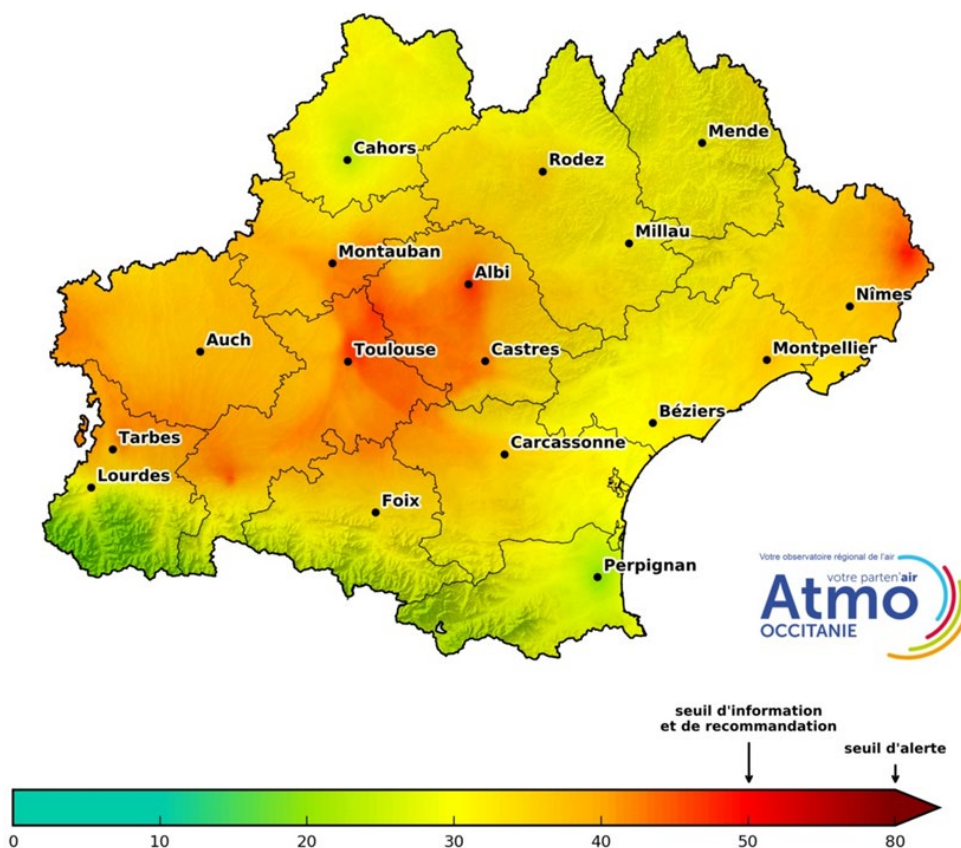 Cahors
Mende
Rodez
Millau
Montauban
Albi
Nîmes
Auch
Toulouse
Castres
Montpellier
Béziers
Tarbes
Carcassonne
Lourdes
Foix
Perpignan
Votre observatoire régional de l'air
votre parten'air
Atmo
OCCITANIE
seuil d'information
et de recommandation
seuil d'alerte
0 10 20 30 40 50 80